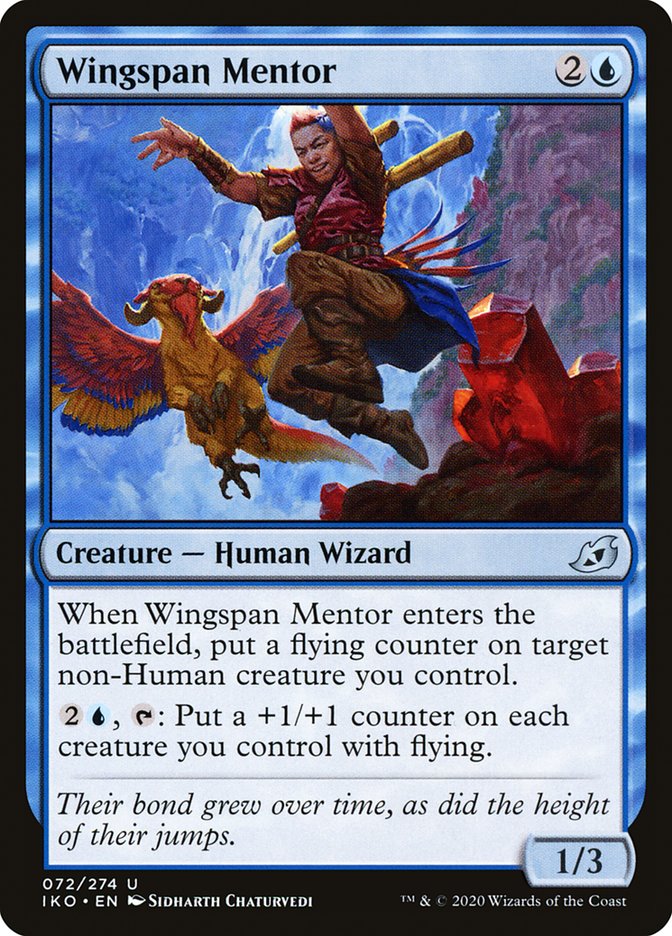 Wingspan Mentor 2
Creature — Human Wizard
When Wingspan Mentor enters the
battlefield, put a flying counter on target
non-Human creature you control.
2 , : Put a +1/+1 counter on each
creature you control with flying.
Their bond grew over time, as did the height
of their jumps.
1/3
072/274 U
IKO • EN SIDHARTH CHATURVEDI
™ & © 2020 Wizards of the Coast